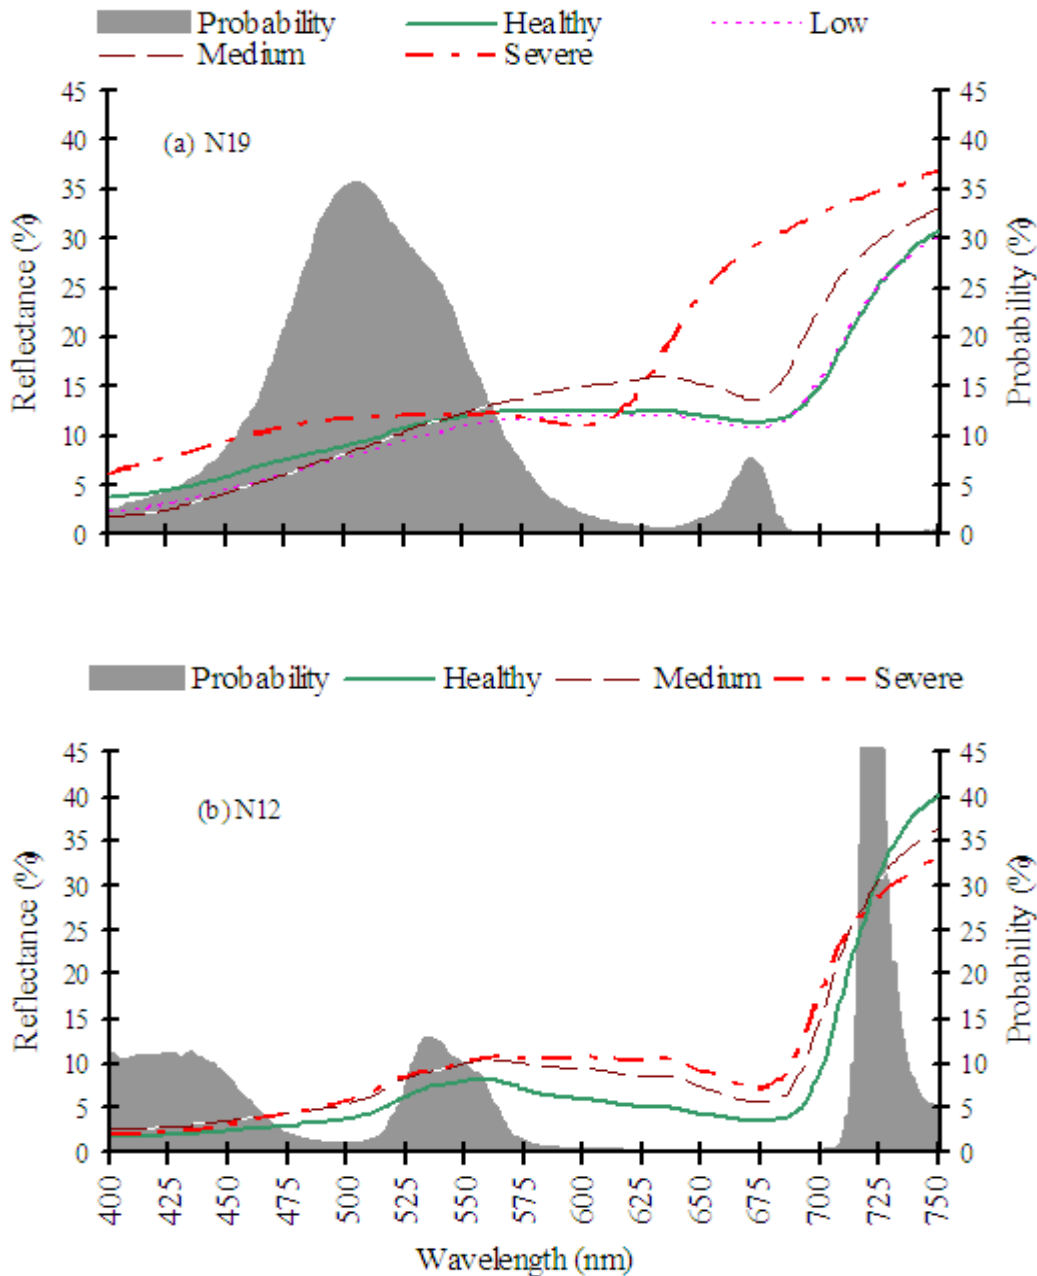 Probability Healthy Low
Medium Severe
45 45
40 40
(a) N19
35 35
30 30
25 25
20 20
15 15
10 10
5 5
0 0
Reflectance (%)
Probability (%)
Probability Healthy Medium Severe
45 45
40 40
(b) N12
35 35
30 30
25 25
20 20
15 15
10 10
5 5
0 0
Reflectance (%)
Probability (%)
400 425 450 475 500 525 550 575 600 625 650 675 700 725 750
Wavelength (nm)